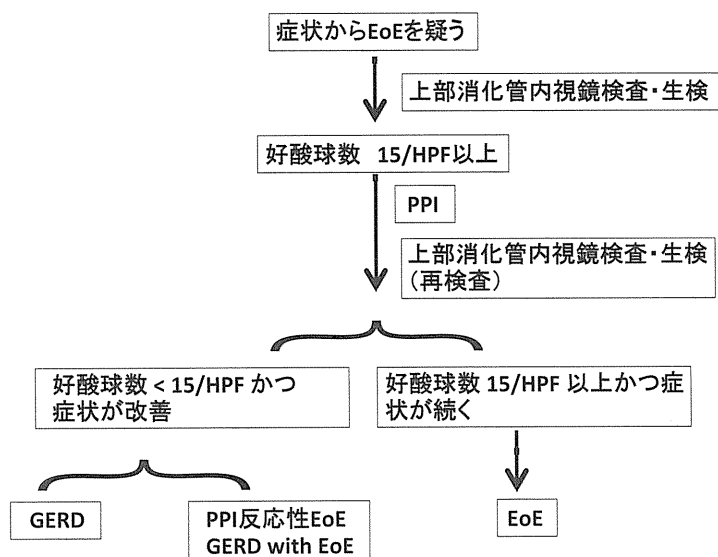 症状からEoEを疑う
上部消化管内視鏡検査・生検
好酸球数 15/HPF以上
PPI
上部消化管内視鏡検査・生検
（再検査）
好酸球数 < 15/HPF かつ
症状が改善
好酸球数 15/HPF 以上かつ症
状が続く
GERD
PPI反応性EoE
GERD with EoE
EoE